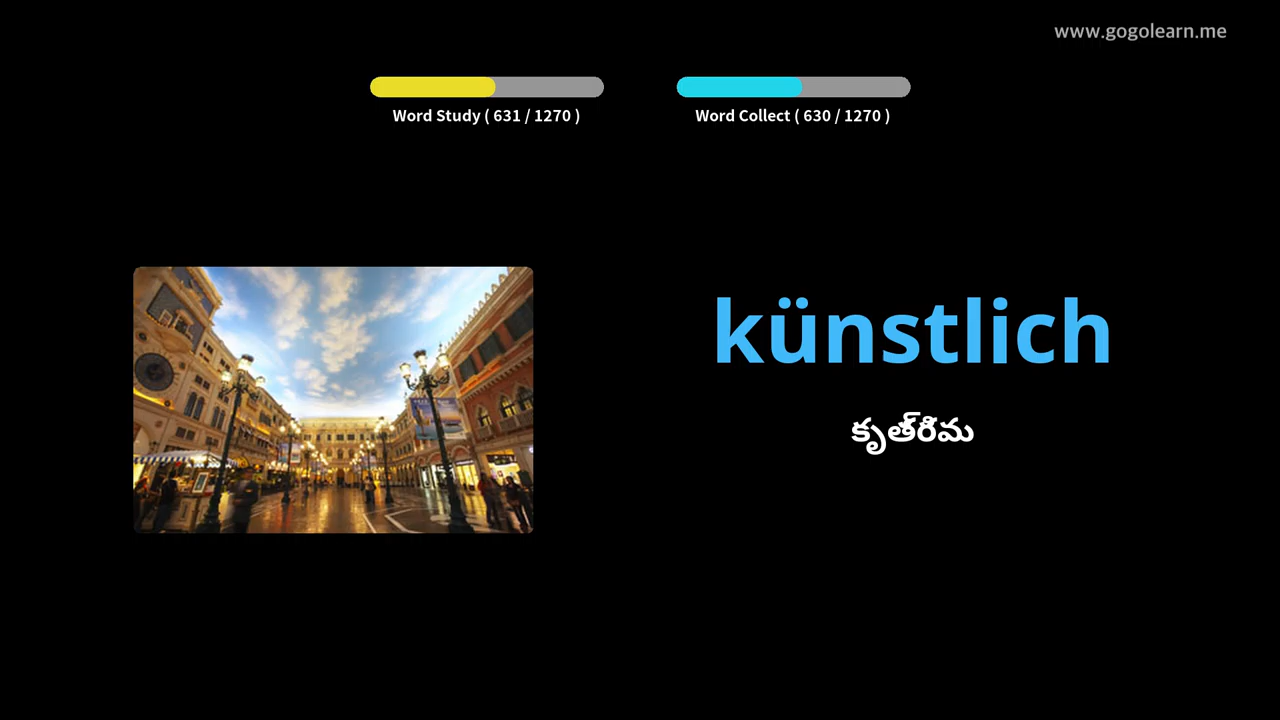 www.gogolearn.me
Word Study ( 631 / 1270 )
Word Collect ( 630 / 1270 )
künstlich
కృత్రిమ